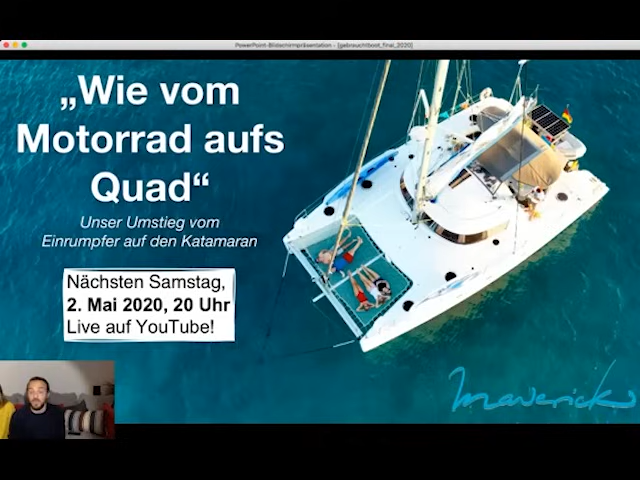 PowerPoint-Bildschirmpräsentation - [gebrauchtboot_final_2020]
„Wie vom
Motorrad aufs
Quad“
Unser Umstieg vom
Einrumpfer auf den Katamaran
Nächsten Samstag,
2. Mai 2020, 20 Uhr
Live auf YouTube!
maverick